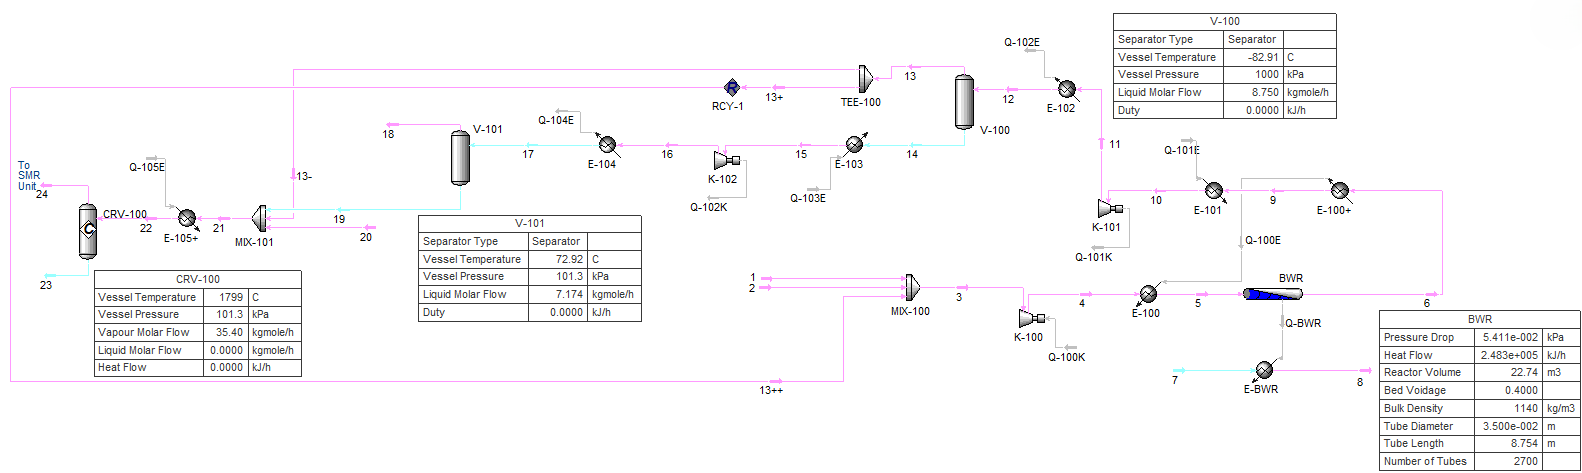 V-100
Separator Type Separator
Vessel Temperature -82.91 C
Vessel Pressure 1000 kPa
Liquid Molar Flow 8.750 kgmole/h
Duty 0.0000 kJ/h
Q-102E
13
12
E-102
RCY-1
13+
TEE-100
V-100
11
Q-104E
18
V-101
17
E-104
16
K-102
15
E-103
14
Q-102K
Q-103E
Q-101E
10
E-101
9
E-100+
K-101
Q-101K
Q-100E
To
SMR
Unit
24
Q-105E
13-
CRV-100
22
E-105+
21
MIX-101
19
20
23
V-101
Separator Type Separator
Vessel Temperature 72.92 C
Vessel Pressure 101.3 kPa
Liquid Molar Flow 7.174 kgmole/h
Duty 0.0000 kJ/h
CRV-100
Vessel Temperature 1799 C
Vessel Pressure 101.3 kPa
Vapour Molar Flow 35.40 kgmole/h
Liquid Molar Flow 0.0000 kgmole/h
Heat Flow 0.0000 kJ/h
1
2
MIX-100
3
K-100
Q-100K
4
E-100
5
BWR
6
Q-BWR
7
E-BWR
8
13++
BWR
Pressure Drop 5.411e-002 kPa
Heat Flow 2.483e+005 kJ/h
Reactor Volume 22.74 m3
Bed Voidage 0.4000
Bulk Density 1140 kg/m3
Tube Diameter 3.500e-002 m
Tube Length 8.754 m
Number of Tubes 2700